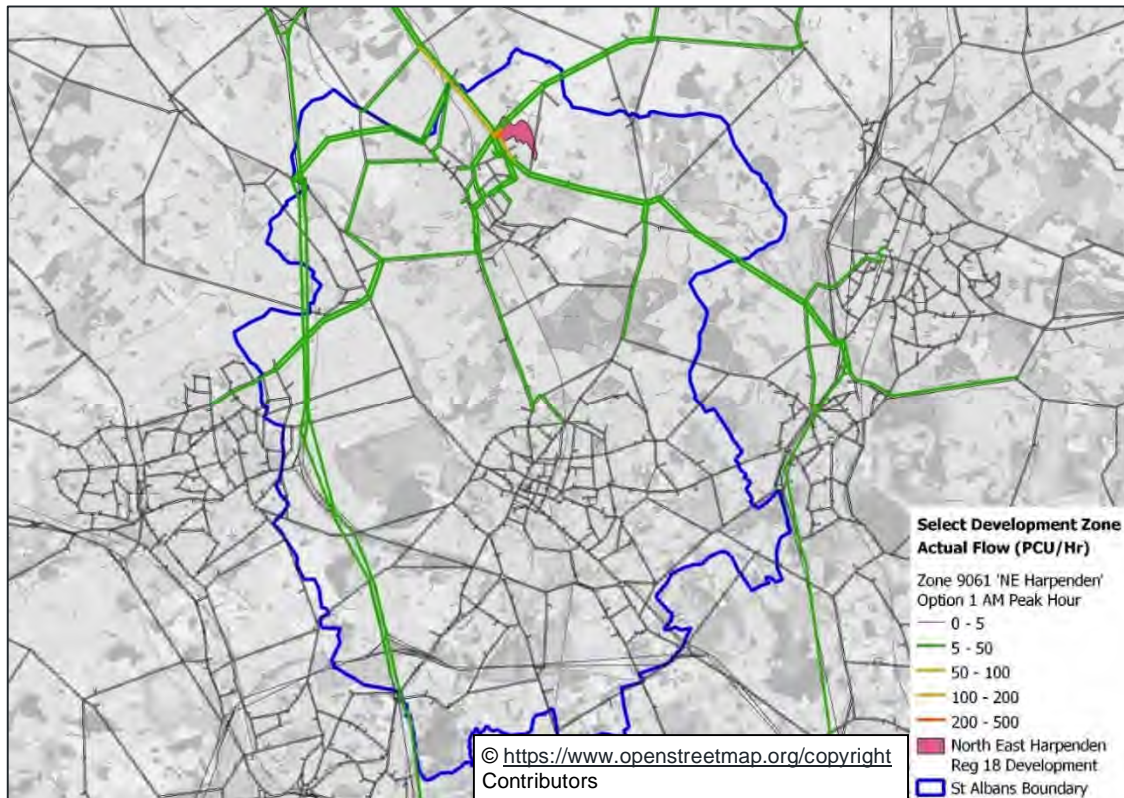 Select Development Zone
Actual Flow (PCU/Hr)
Zone 9061 'NE Harpenden'
Option 1 AM Peak Hour
0 - 5
5 - 50
50 - 100
100 - 200
200 - 500
North East Harpenden
Reg 18 Development
St Albans Boundary
© https://www.openstreetmap.org/copyright
Contributors